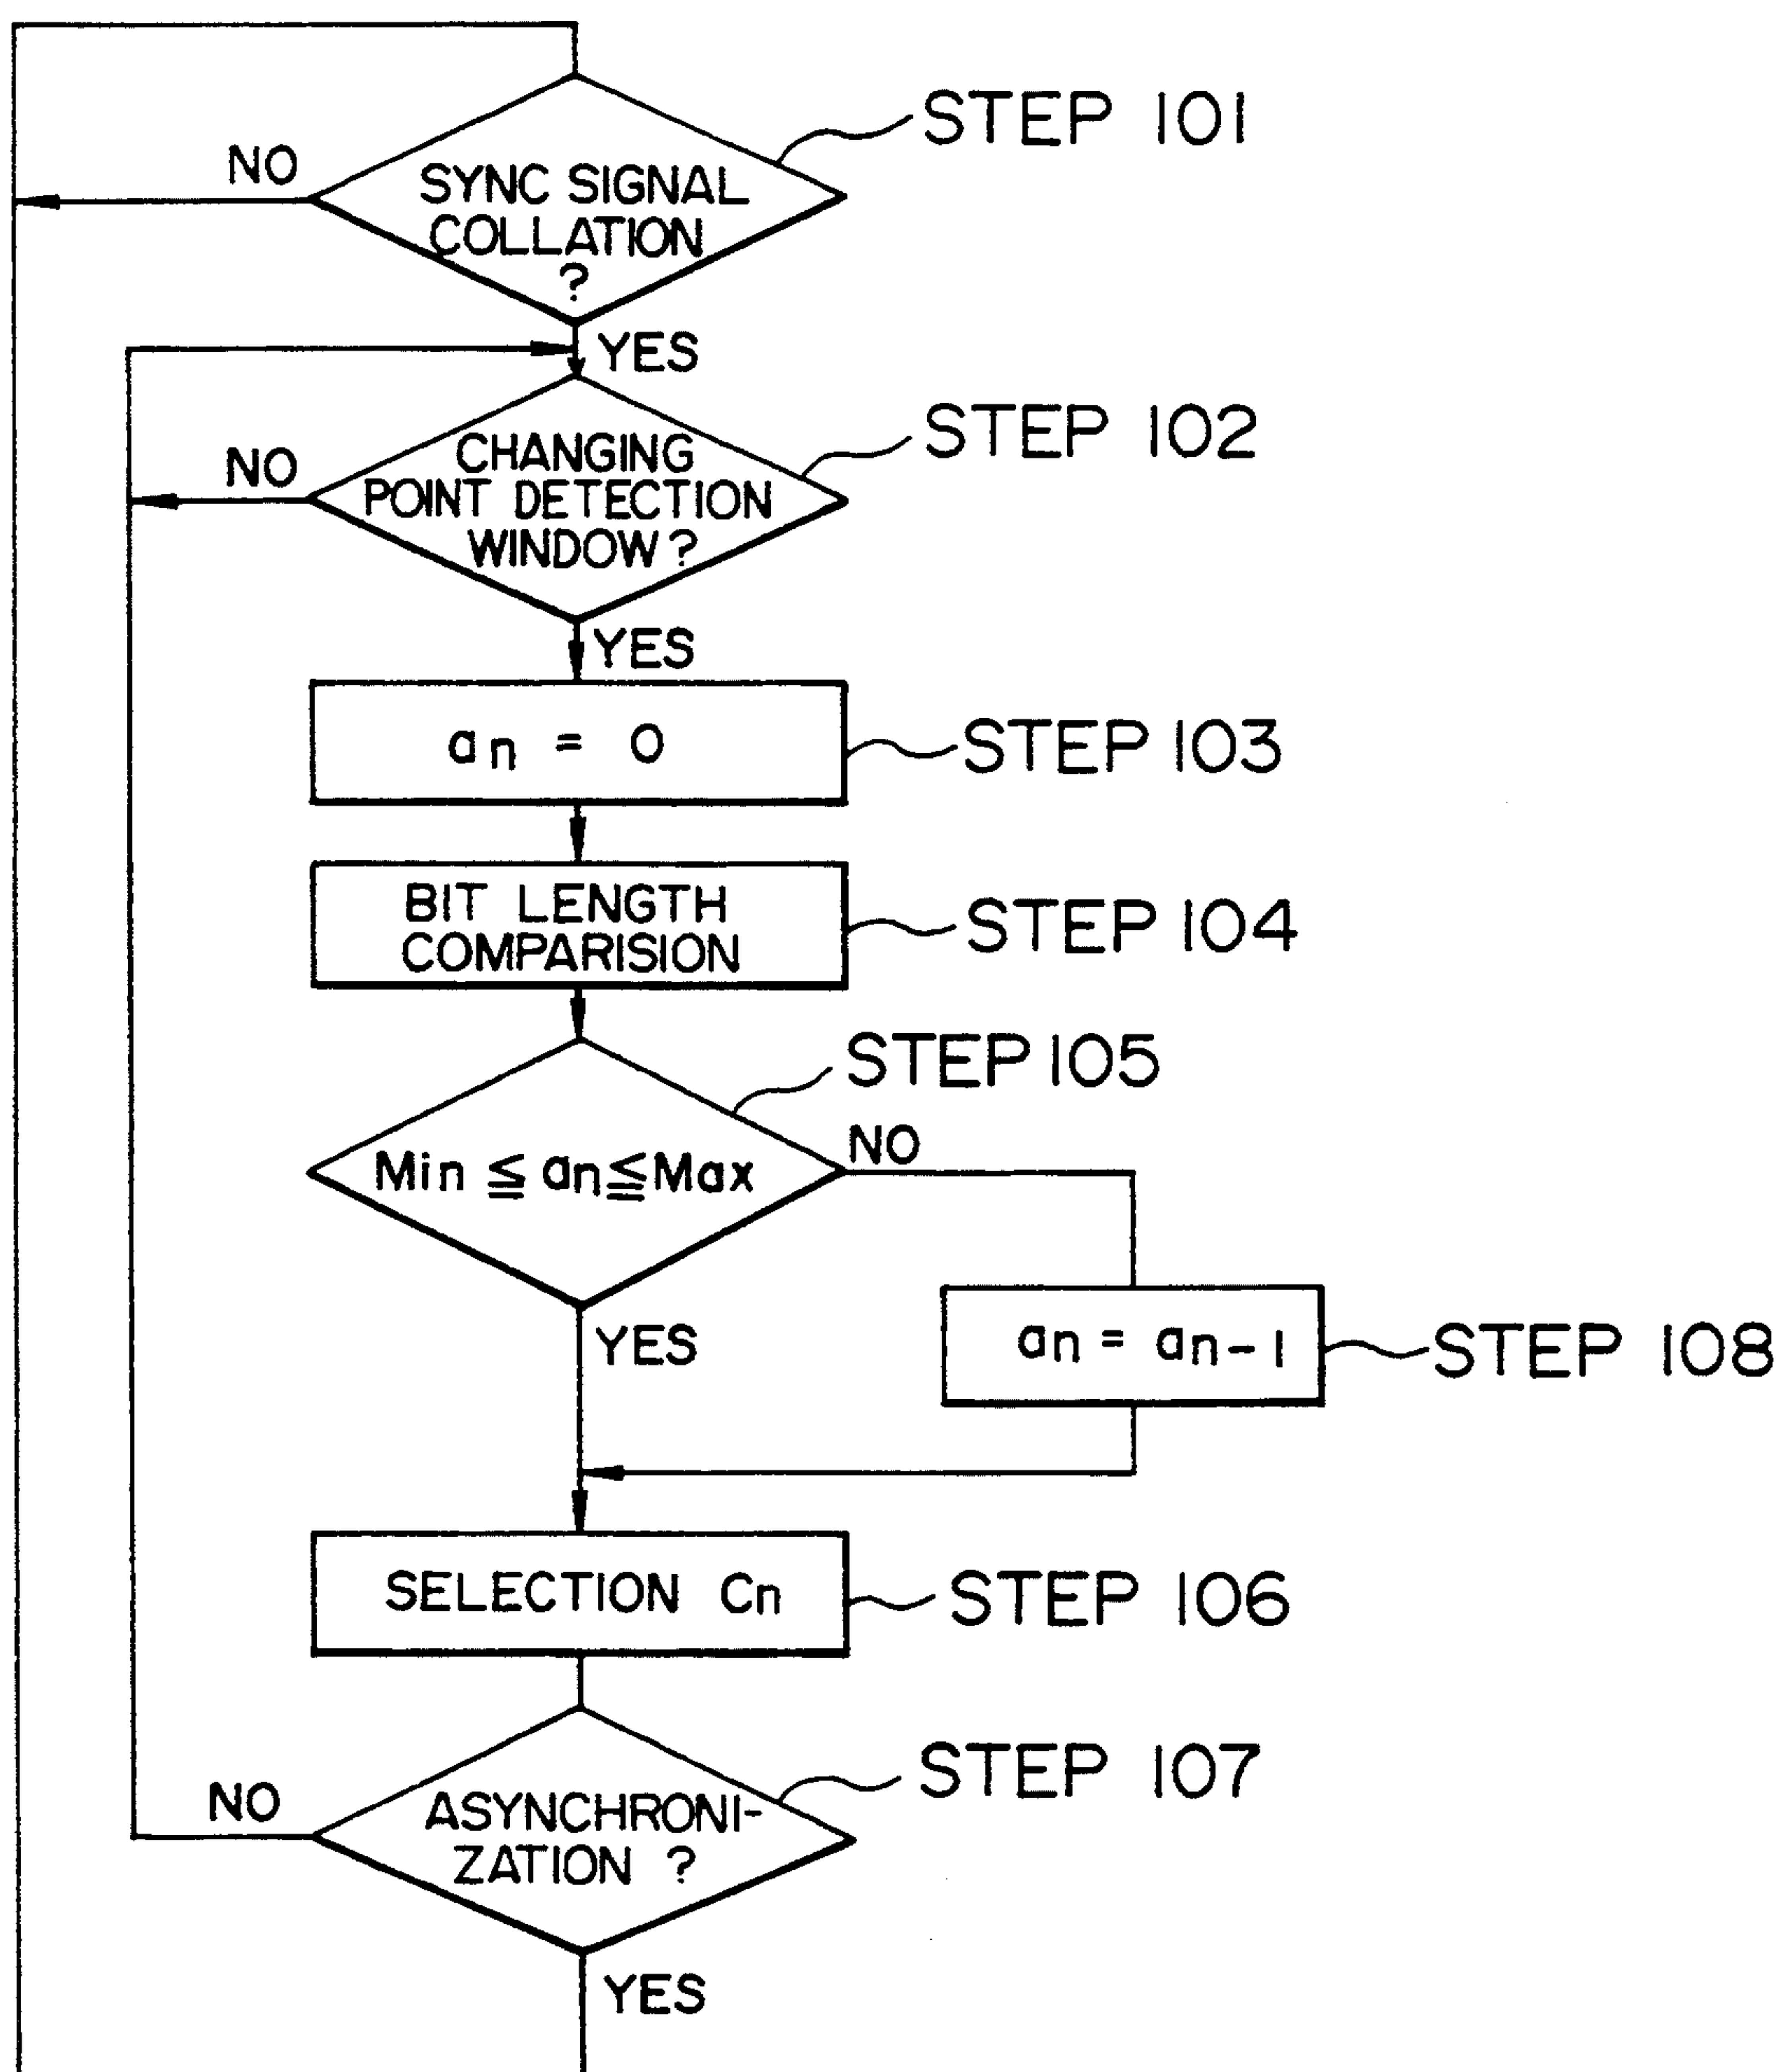 STEP 101
NO
SYNC SIGNAL
COLLATION
?
YES
STEP 102
NO
CHANGING
POINT DETECTION
WINDOW?
YES
an = 0
STEP 103
BIT LENGTH
COMPARISION
STEP 104
STEP 105
NO
Min ≦ an ≦ Max
YES
an = an-1
STEP 108
SELECTION Cn
STEP 106
STEP 107
NO
ASYNCHRONI-
ZATION ?
YES